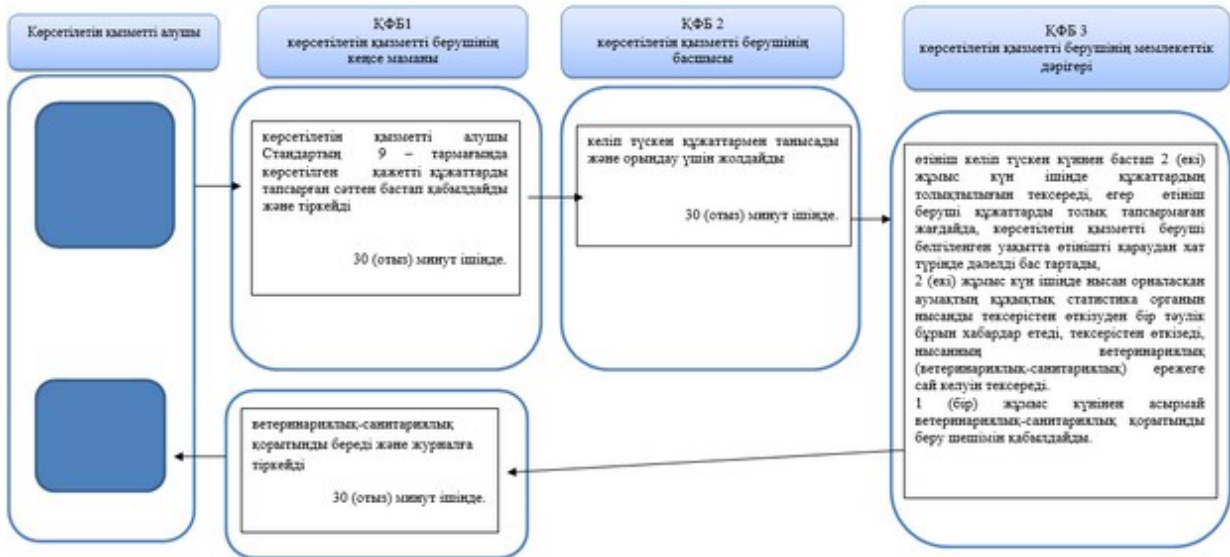 Көрсетілетін қызметті алушы
ҚФБ1
көрсетілетін қызметті берушінің
кеңсе маманы
ҚФБ 2
көрсетілетін қызметті берушінің
басшысы
ҚФБ 3
көрсетілетін қызметті берушінің мемлекеттік
дәрігері
көрсетілетін қызметті алушы
Стандартың 9 – тармағында
көрсетілген қажетті құжаттарды
тапсырған сәттен бастап қабылдайды
және тіркейді
30 (отыз) минут ішінде.
келіп түскен құжаттармен танысады
және орындау үшін жолдайды
30 (отыз) минут ішінде.
өтініш келіп түскен күннен бастап 2 (екі)
жұмыс күн ішінде құжаттардың
толықтылығын тексереді, егер өтініш
беруші құжаттарды толық тапсырмаған
жағдайда, көрсетілетін қызметті беруші
белгіленген уақытта өтінішті қараудан хат
түрінде дәлелді бас тартады,
2 (екі) жұмыс күн ішінде нысан орналасқан
аумақтың құқықтық статистика органын
нысанды тексерістен өткізуден бір тәулік
бұрын хабардар етеді, тексерістен өткізеді,
нысанның ветеринариялық
(ветеринариялық-санитариялық) ережеге
сай келуін тексереді.
1 (бір) жұмыс күнінен асырмай
ветеринариялық-санитариялық қорытынды
беру шешімін қабылдайды.
ветеринариялық-санитариялық
қорытынды береді және журналға
тіркейді
30 (отыз) минут ішінде.